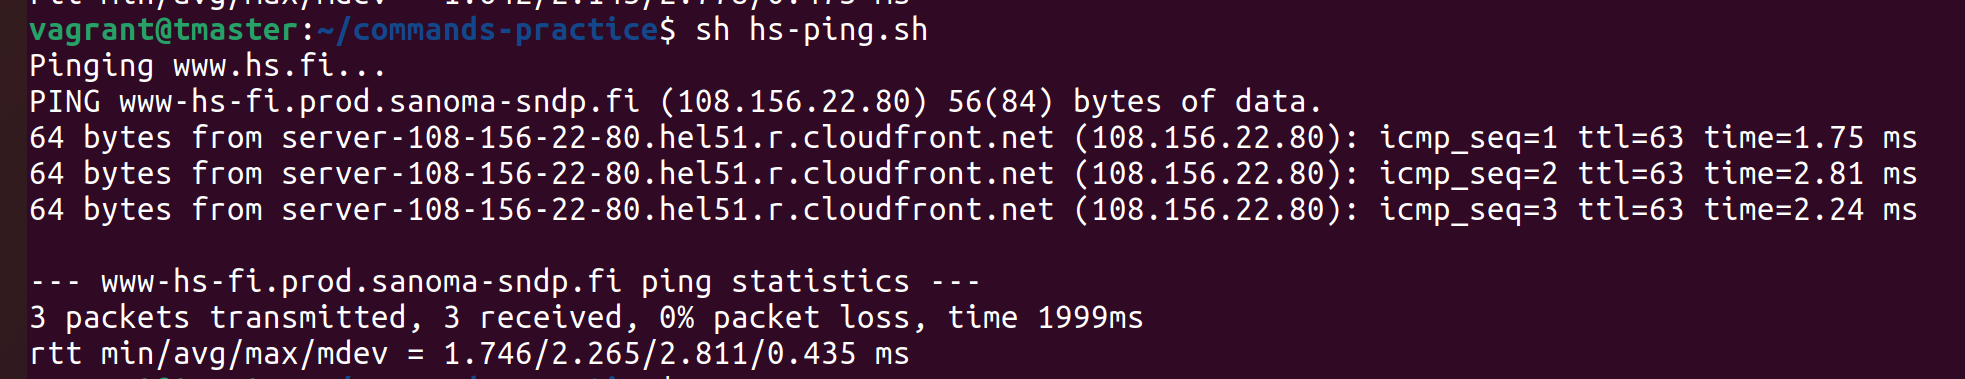 vagrant@tmaster:~/commands-practice$ sh hs-ping.sh
Pinging www.hs.fi...
PING www-hs-fi.prod.sanoma-sndp.fi (108.156.22.80) 56(84) bytes of data.
64 bytes from server-108-156-22-80.hel51.r.cloudfront.net (108.156.22.80): icmp_seq=1 ttl=63 time=1.75 ms
64 bytes from server-108-156-22-80.hel51.r.cloudfront.net (108.156.22.80): icmp_seq=2 ttl=63 time=2.81 ms
64 bytes from server-108-156-22-80.hel51.r.cloudfront.net (108.156.22.80): icmp_seq=3 ttl=63 time=2.24 ms
--- www-hs-fi.prod.sanoma-sndp.fi ping statistics ---
3 packets transmitted, 3 received, 0% packet loss, time 1999ms
rtt min/avg/max/mdev = 1.746/2.265/2.811/0.435 ms